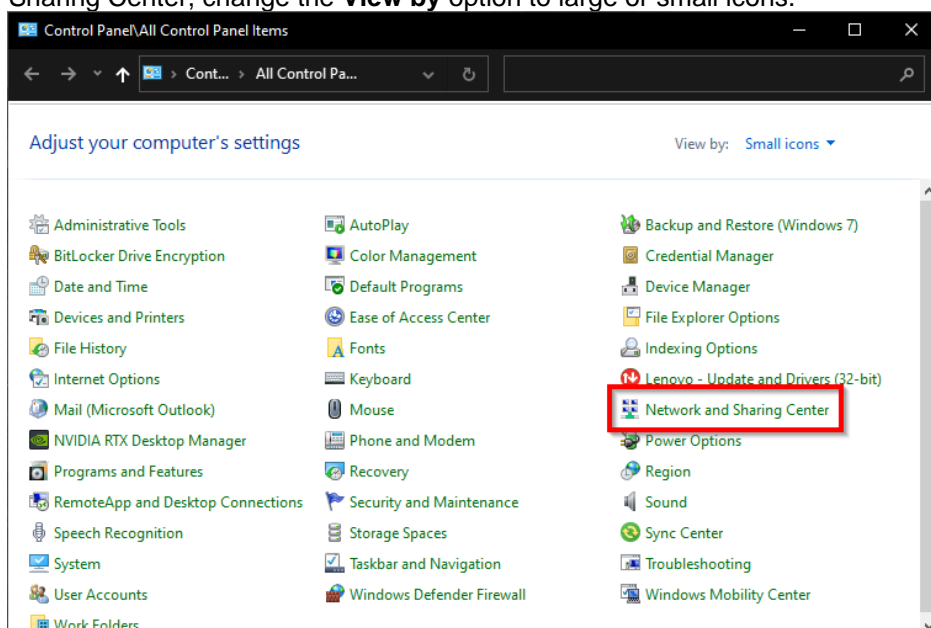 Sharing Center, change the View by option to large or small icons.
Control Panel\All Control Panel Items
Cont... > All Control Pa...
Adjust your computer's settings
View by: Small icons
Administrative Tools
AutoPlay
Backup and Restore (Windows 7)
BitLocker Drive Encryption
Color Management
Credential Manager
Date and Time
Default Programs
Device Manager
Devices and Printers
Ease of Access Center
File Explorer Options
File History
Fonts
Indexing Options
Internet Options
Keyboard
Lenovo - Update and Drivers (32-bit)
Mail (Microsoft Outlook)
Mouse
Network and Sharing Center
NVIDIA RTX Desktop Manager
Phone and Modem
Power Options
Programs and Features
Recovery
Region
RemoteApp and Desktop Connections
Security and Maintenance
Sound
Speech Recognition
Storage Spaces
Sync Center
System
Taskbar and Navigation
Troubleshooting
User Accounts
Windows Defender Firewall
Windows Mobility Center
Work Folders